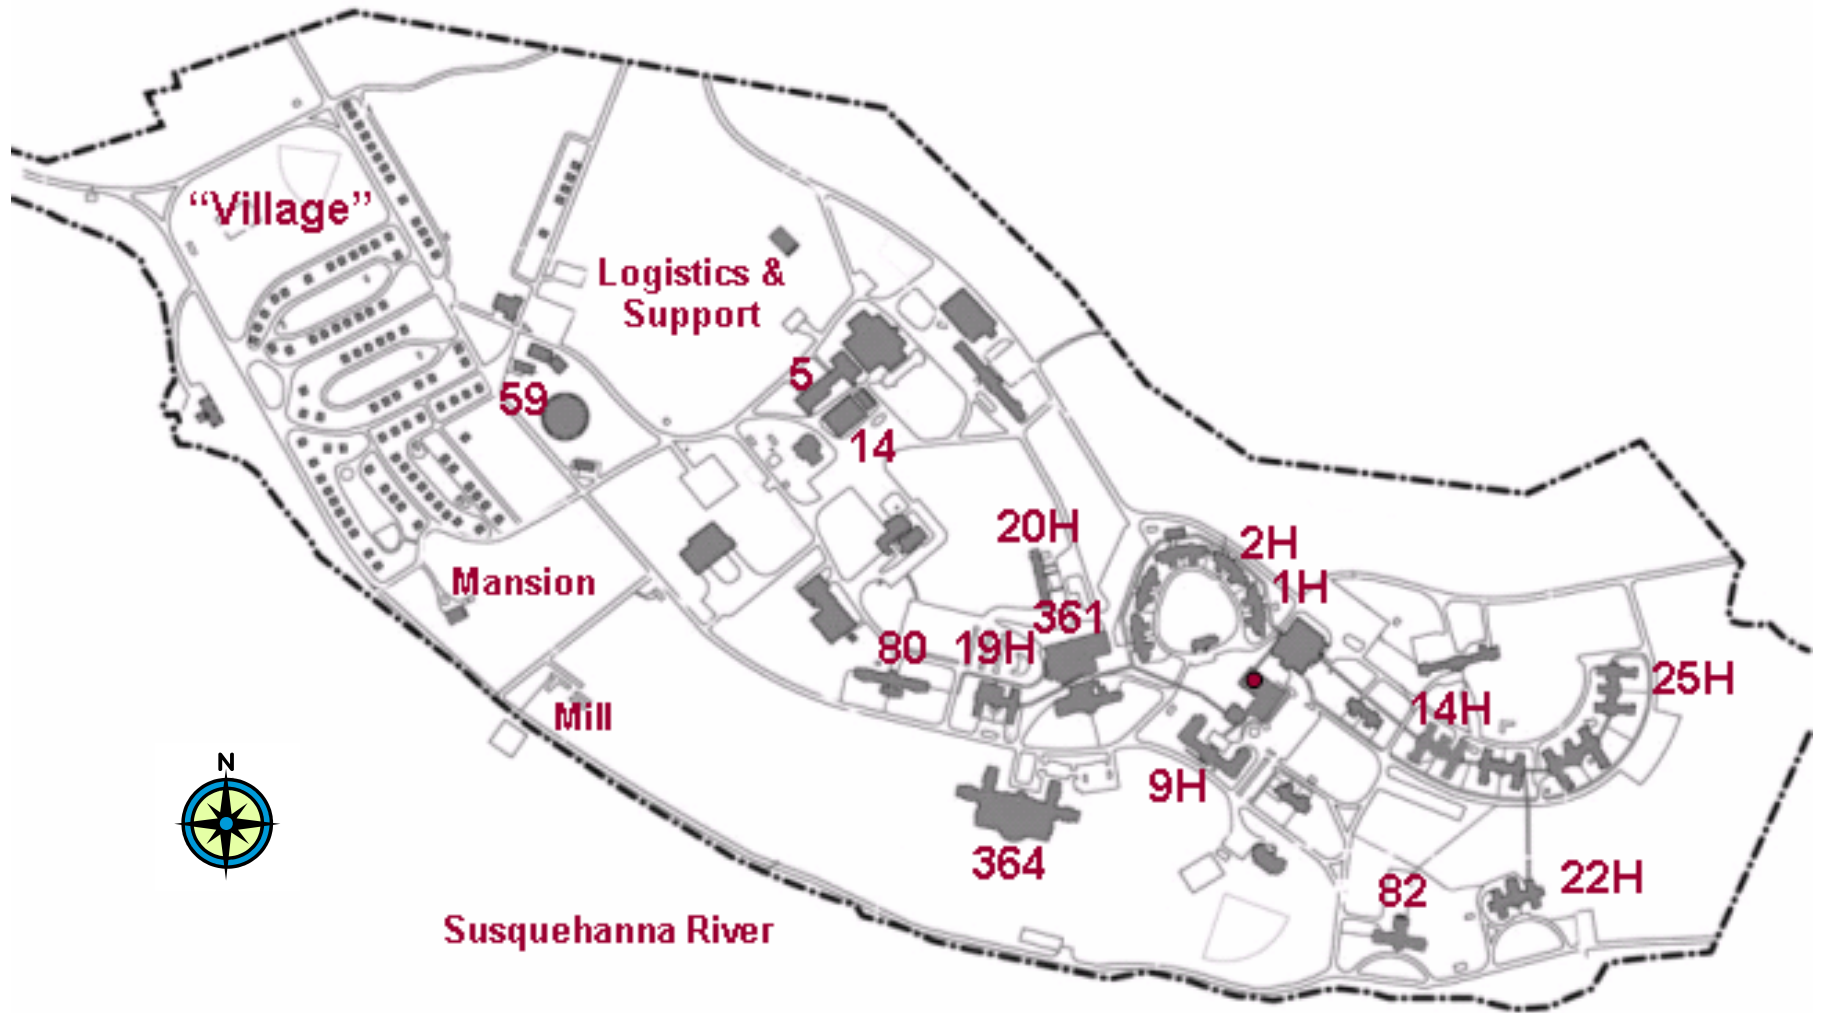 “Village”
Logistics &
Support
5
59
14
20H
2H
Mansion
1H
361
80
19H
25H
14H
Mill
N
9H
364
22H
82
Susquehanna River